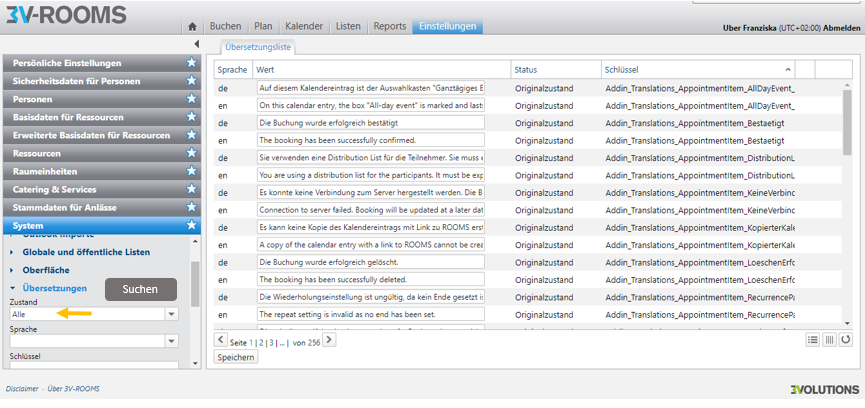 3V-ROOMS
Buchen Plan Kalender Listen Reports Einstellungen
Uber Franziska (UTC+02:00) Abmelden
Persönliche Einstellungen
Sicherheitsdaten für Personen
Personen
Basisdaten für Ressourcen
Erweiterte Basisdaten für Ressourcen
Ressourcen
Raumeinheiten
Catering & Services
Stammdaten für Anlässe
System
Outlook Importe
Globale und öffentliche Listen
Oberfläche
Übersetzungen
Suchen
Zustand
Alle
Sprache
Schlüssel
Übersetzungsliste
Sprache Wert Status Schlüssel
de Auf diesem Kalendereintrag ist der Auswahlkasten "Ganztägiges E Originalzustand Addin_Translations_AppointmentItem_AllDayEvent_
en On this calendar entry, the box "All-day event" is marked and lasts Originalzustand Addin_Translations_AppointmentItem_AllDayEvent_
de Die Buchung wurde erfolgreich bestätigt Originalzustand Addin_Translations_AppointmentItem_Bestaetigt
en The booking has been successfully confirmed. Originalzustand Addin_Translations_AppointmentItem_Bestaetigt
de Sie verwenden eine Distribution List für die Teilnehmer. Sie muss e Originalzustand Addin_Translations_AppointmentItem_DistributionL
en You are using a distribution list for the participants. It must be exp Originalzustand Addin_Translations_AppointmentItem_DistributionL
de Es konnte keine Verbindung zum Server hergestellt werden. Die B Originalzustand Addin_Translations_AppointmentItem_KeineVerbinc
en Connection to server failed. Booking will be updated at a later dat Originalzustand Addin_Translations_AppointmentItem_KeineVerbinc
de Es kann keine Kopie des Kalendereintrags mit Link zu ROOMS erst Originalzustand Addin_Translations_AppointmentItem_KopierterKale
en A copy of the calendar entry with a link to ROOMS cannot be crea Originalzustand Addin_Translations_AppointmentItem_KopierterKale
de Die Buchung wurde erfolgreich gelöscht. Originalzustand Addin_Translations_AppointmentItem_LoeschenErfo
en The booking has been successfully deleted. Originalzustand Addin_Translations_AppointmentItem_LoeschenErfo
de Die Wiederholungseinstellung ist ungültig, da kein Ende gesetzt is Originalzustand Addin_Translations_AppointmentItem_RecurrencePa
en The repeat setting is invalid as no end has been set. Originalzustand Addin_Translations_AppointmentItem_RecurrencePa
Seite 1 | 2 | 3 | ... | von 256
Speichern
Disclaimer - Über 3V-ROOMS
3VOLUTIONS